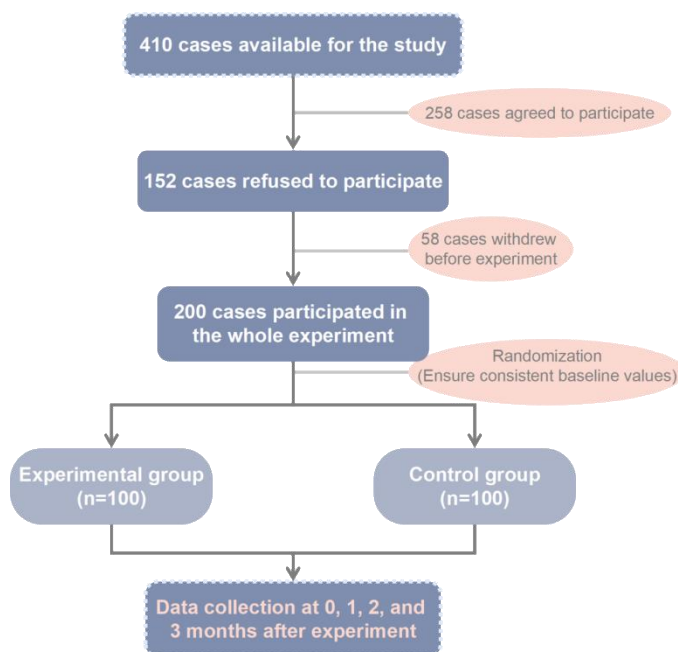 410 cases available for the study
258 cases agreed to participate
152 cases refused to participate
58 cases withdrew
before experiment
200 cases participated in
the whole experiment
Randomization
(Ensure consistent baseline values)
Experimental group
(n=100)
Control group
(n=100)
Data collection at 0, 1, 2, and
3 months after experiment